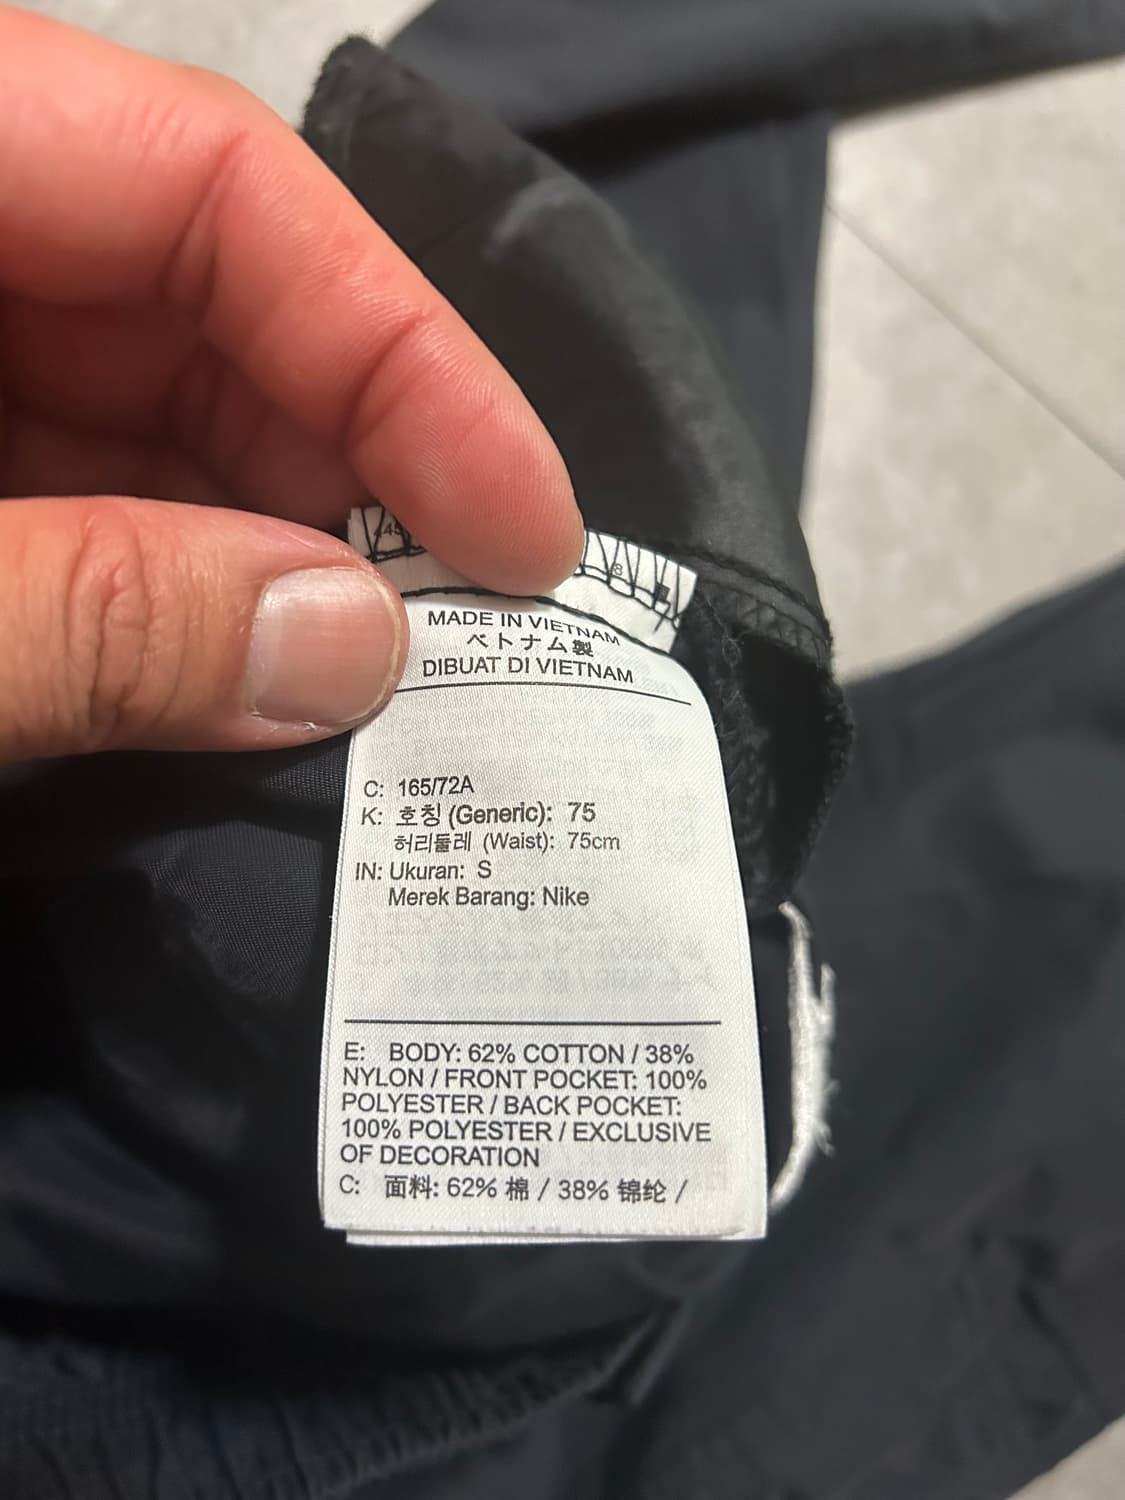 MADE IN VIETNAM
ベトナム製
DIBUAT DI VIETNAM
C: 165/72A
K: 호칭 (Generic): 75
허리둘레 (Waist): 75cm
IN: Ukuran: S
Merek Barang: Nike
E: BODY: 62% COTTON / 38%
NYLON / FRONT POCKET: 100%
POLYESTER / BACK POCKET:
100% POLYESTER / EXCLUSIVE
OF DECORATION
C: 面料: 62% 棉 / 38% 锦纶 /